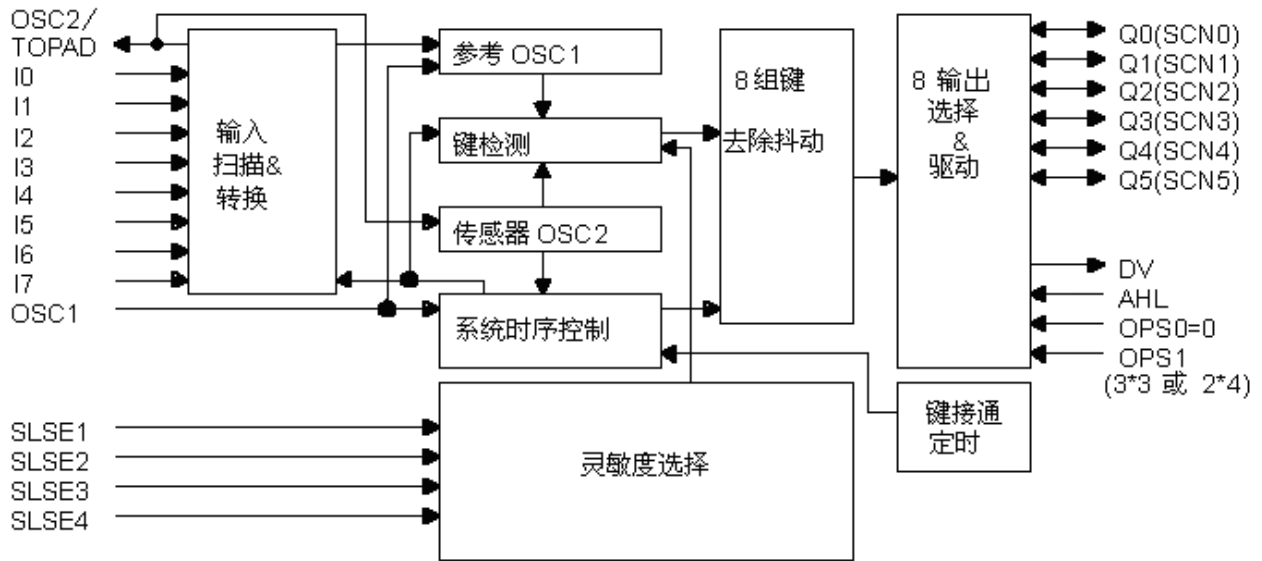 OSC2/
TOPAD
I0
I1
I2
I3
I4
I5
I6
I7
OSC1
SLSE1
SLSE2
SLSE3
SLSE4
输入
扫描&
转换
参考 OSC1
键检测
传感器 OSC2
系统时序控制
灵敏度选择
8 组键
去除抖动
8 输出
选择
&
驱动
键接通
定时
Q0(SCN0)
Q1(SCN1)
Q2(SCN2)
Q3(SCN3)
Q4(SCN4)
Q5(SCN5)
DV
AHL
OPS0=0
OPS1
(3*3 或 2*4)